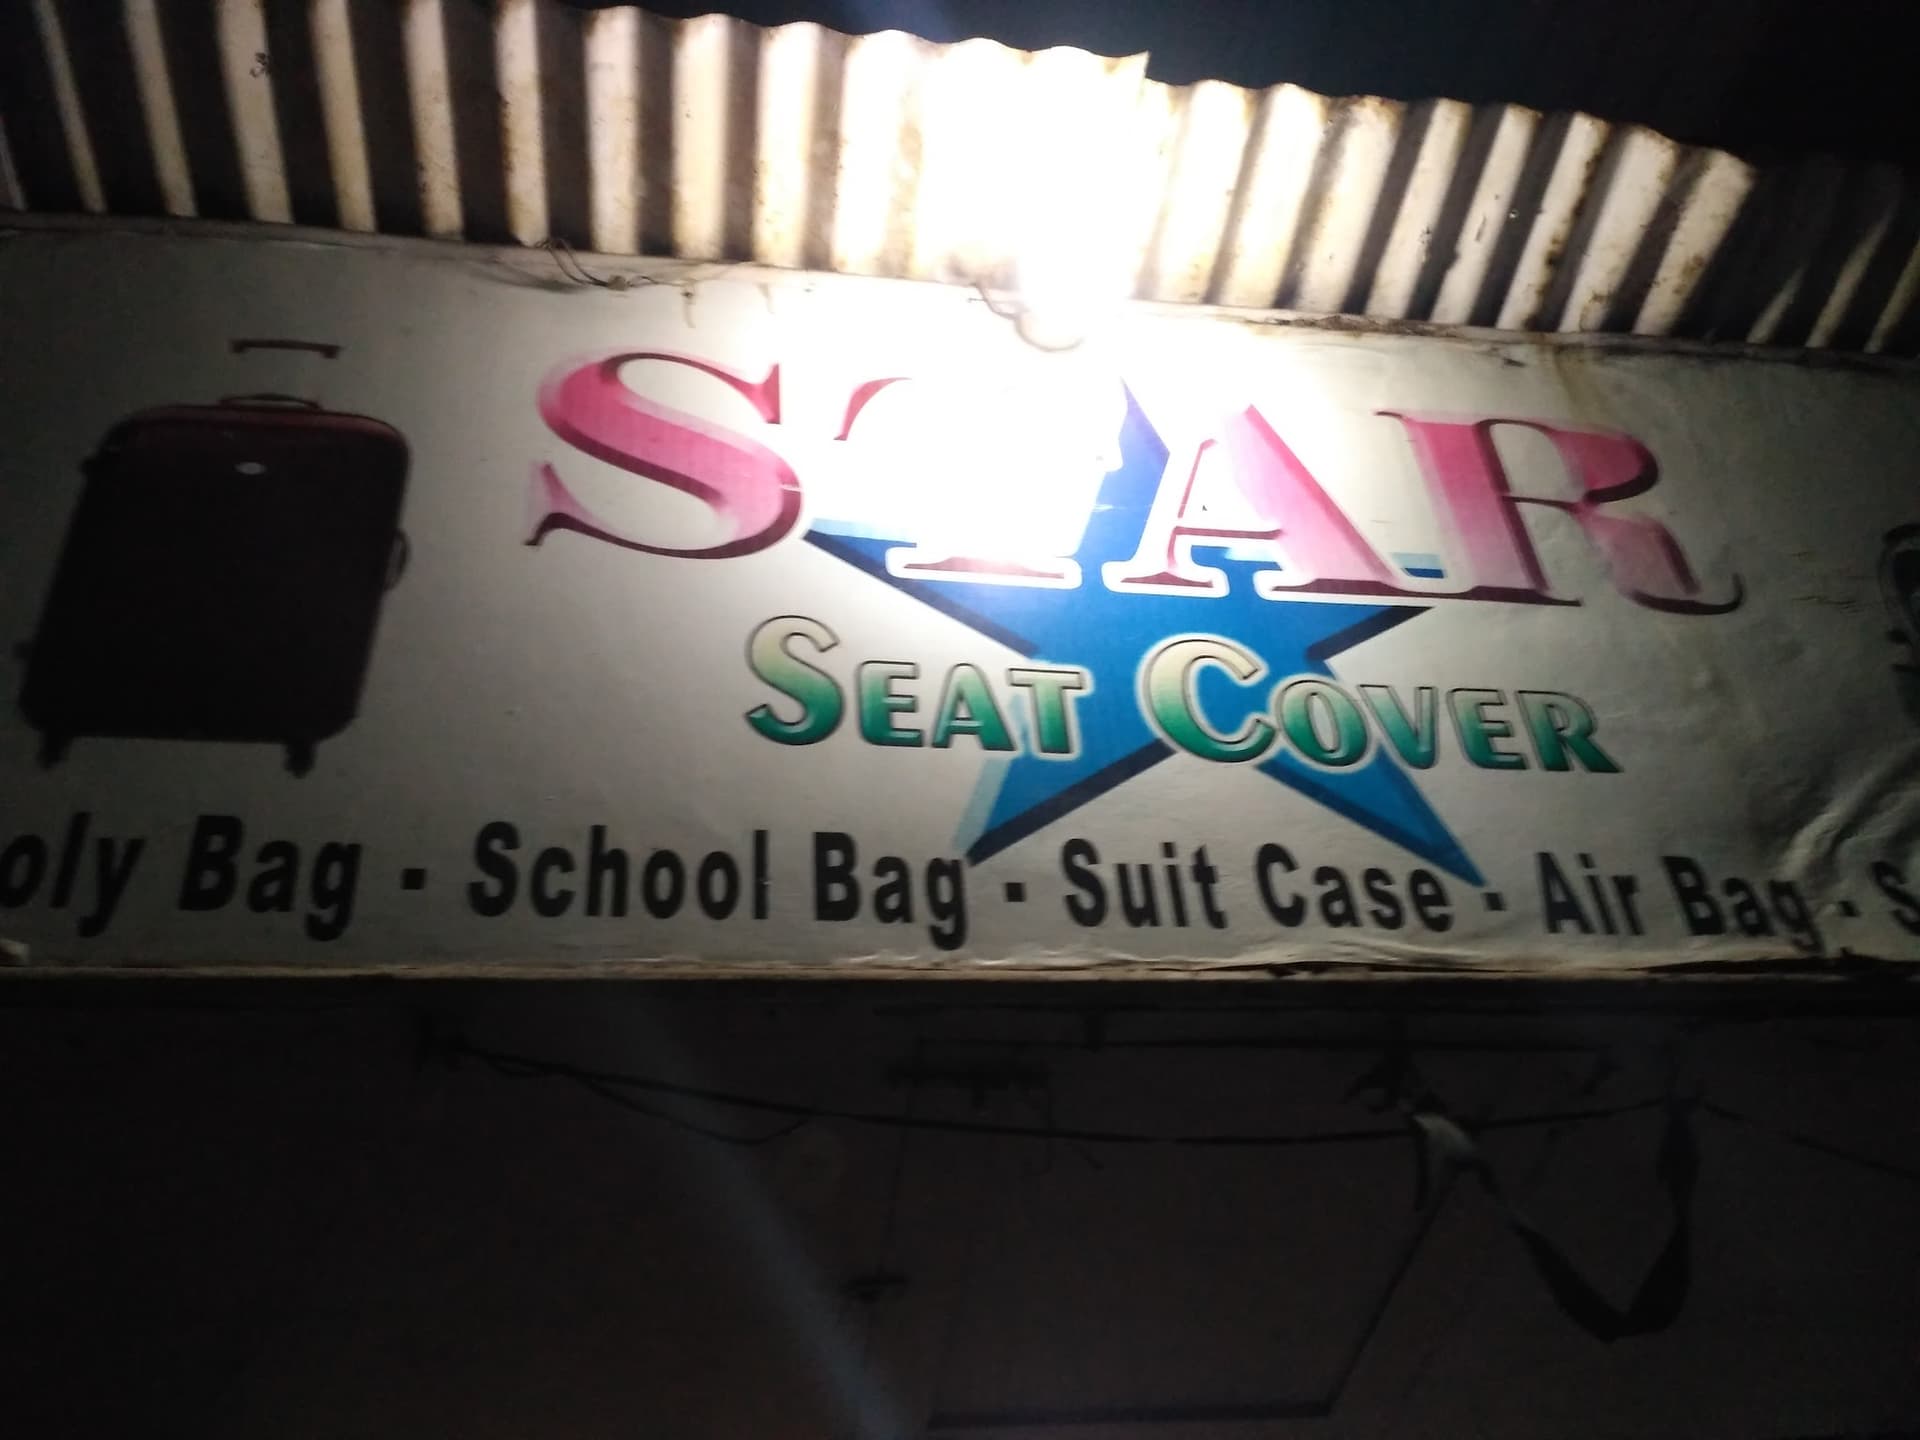 STAR
SEAT COVER
oly Bag - School Bag - Suit Case - Air Bag - S